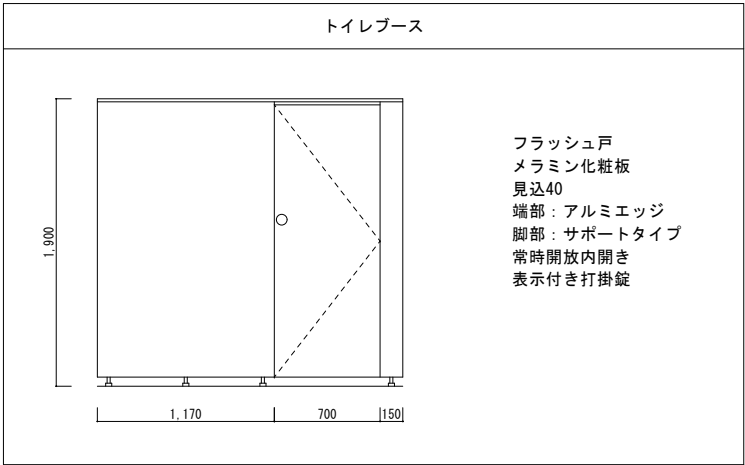 トイレブース
フラッシュ戸
メラミン化粧板
見込40
端部：アルミエッジ
脚部：サポートタイプ
常時開放内開き
表示付き打掛錠
1,900
1,170
700
150